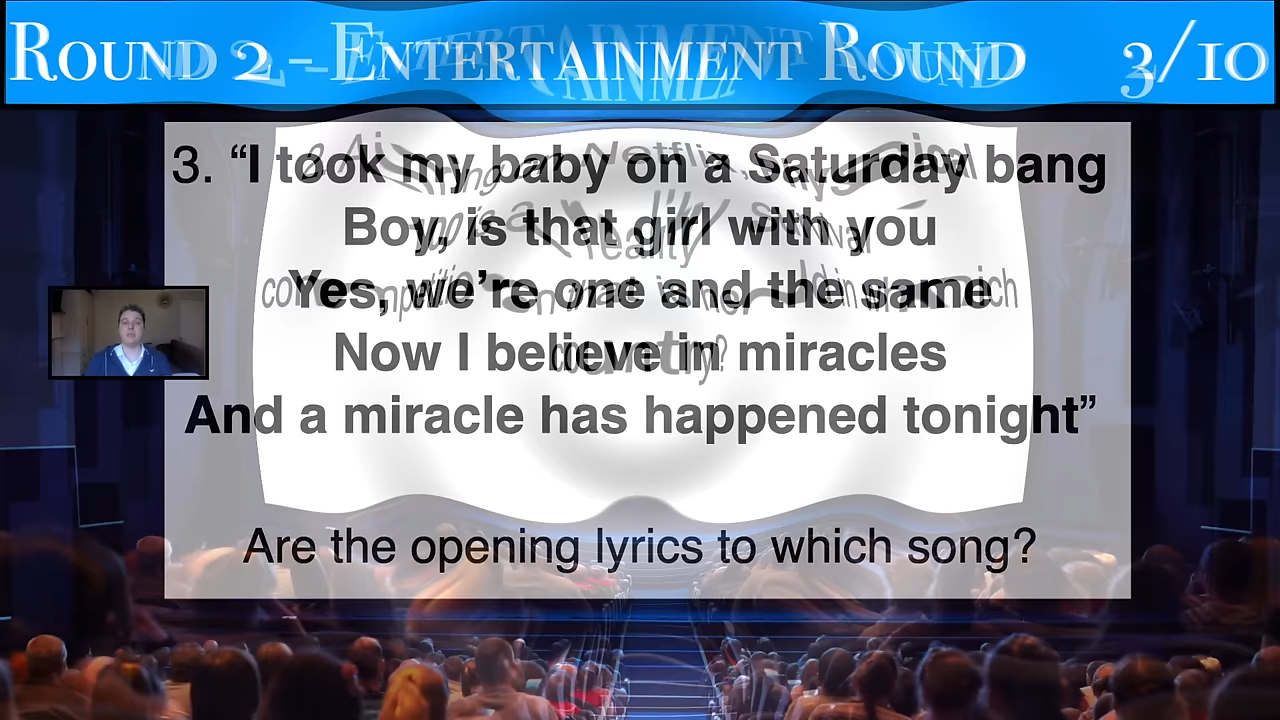 Round 2 – Entertainment Round 3/10
3. “I took my baby on a Saturday bang
Boy, is that girl with you
Yes, we’re one and the same
Now I believe in miracles
And a miracle has happened tonight”
Are the opening lyrics to which song?